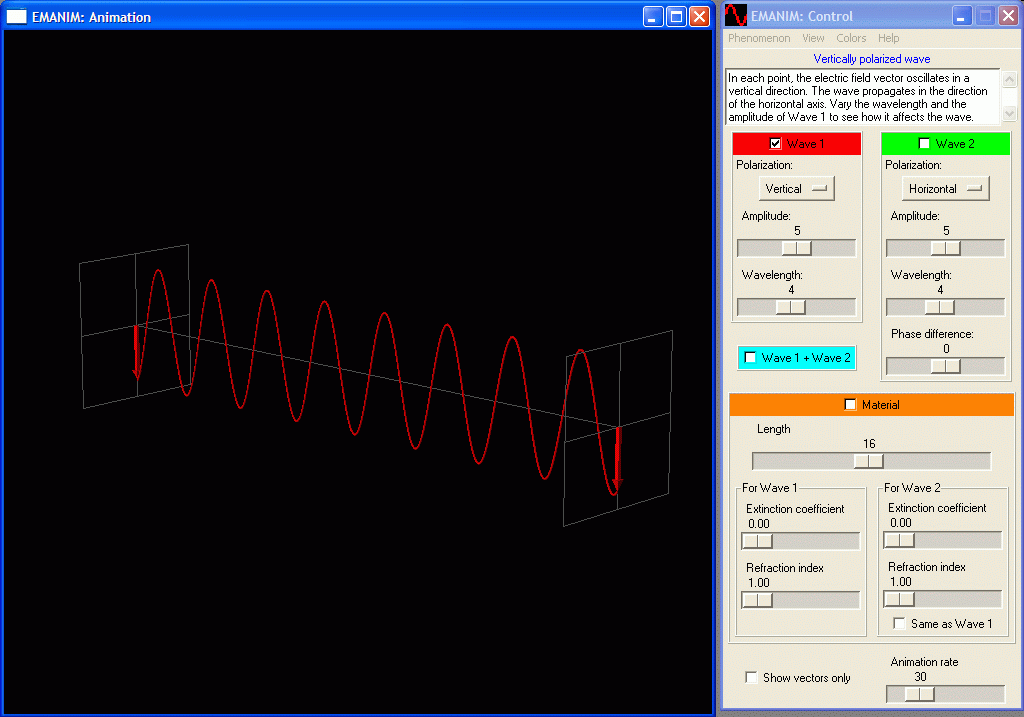 EMANIM: Animation
EMANIM: Control
Phenomenon View Colors Help
Vertically polarized wave
In each point, the electric field vector oscillates in a
vertical direction. The wave propagates in the direction
of the horizontal axis. Vary the wavelength and the
amplitude of Wave 1 to see how it affects the wave.
Wave 1
Polarization:
Vertical
Amplitude:
5
Wavelength:
4
Wave 2
Polarization:
Horizontal
Amplitude:
5
Wavelength:
4
Phase difference:
0
Wave 1 + Wave 2
Material
Length
16
For Wave 1
Extinction coefficient
0.00
Refraction index
1.00
For Wave 2
Extinction coefficient
0.00
Refraction index
1.00
Same as Wave 1
Show vectors only
Animation rate
30